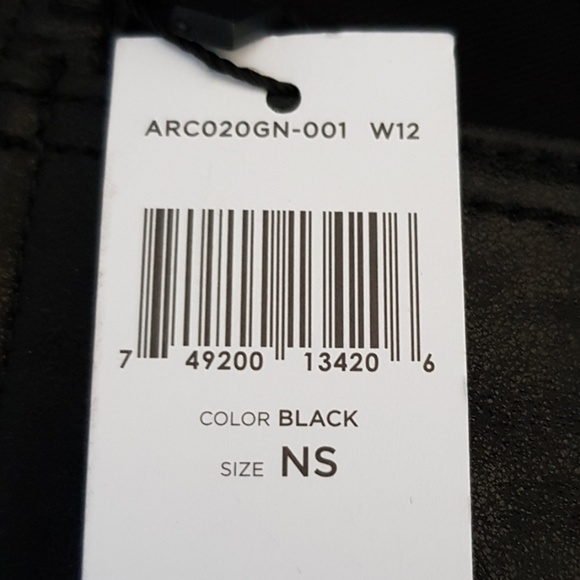 ARC020GN-001 W12
7 49200 13420 6
COLOR BLACK
SIZE NS